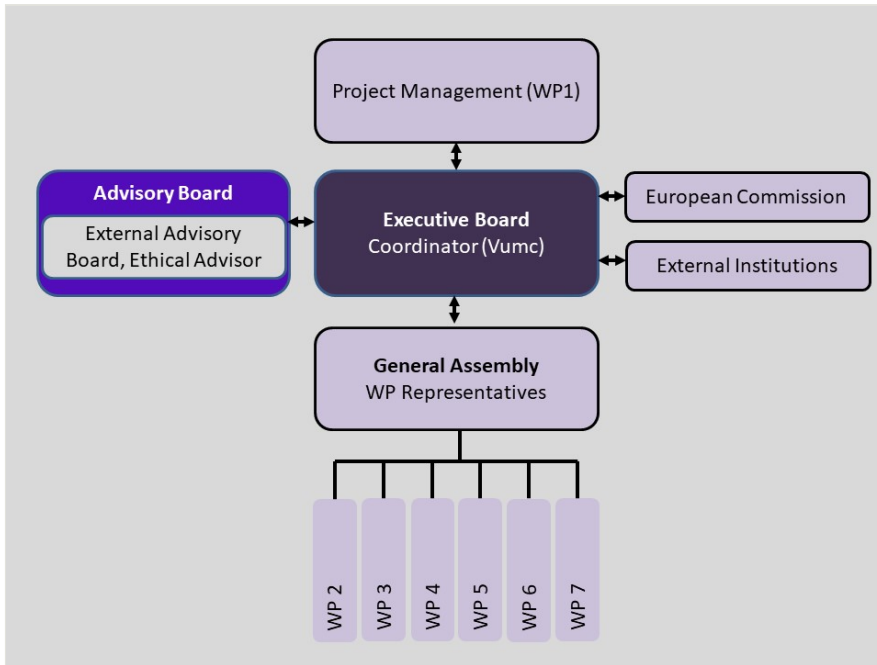 Project Management (WP1)
Advisory Board
External Advisory
Board, Ethical Advisor
Executive Board
Coordinator (Vumc)
European Commission
External Institutions
General Assembly
WP Representatives
WP 2
WP 3
WP 4
WP 5
WP 6
WP 7